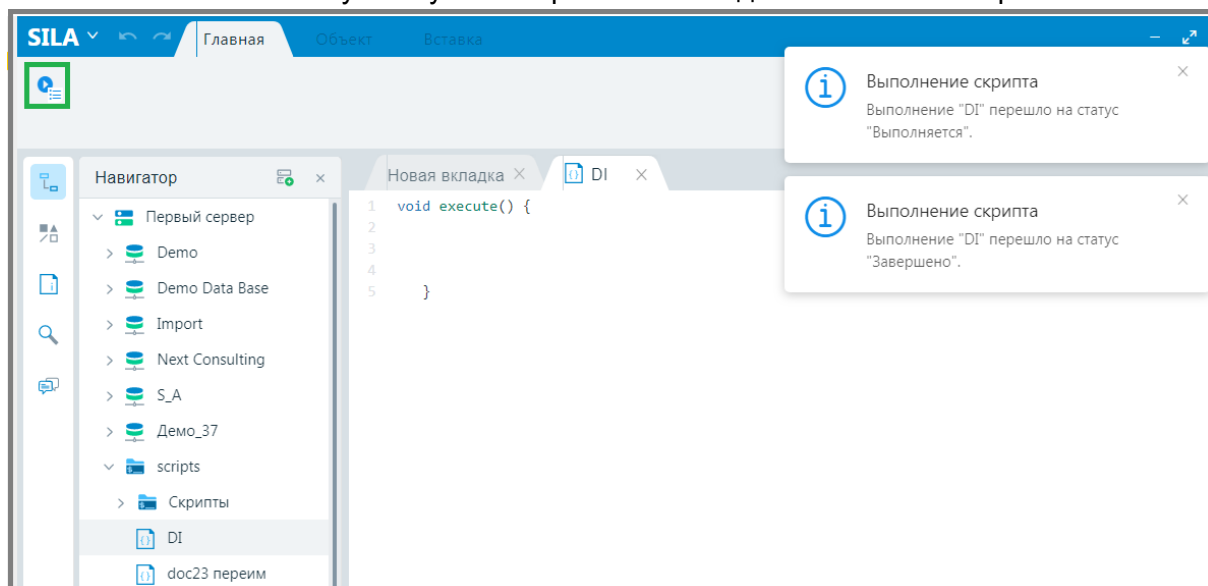 SILA Главная Объект Вставка
Выполнение скрипта
Выполнение "DI" перешло на статус
"Выполняется".
Выполнение скрипта
Выполнение "DI" перешло на статус
"Завершено".
Навигатор
Первый сервер
Demo
Demo Data Base
Import
Next Consulting
S_A
Демо_37
scripts
Скрипты
DI
doc23 переим
Новая вкладка DI
1 void execute() {
2
3
4
5 }